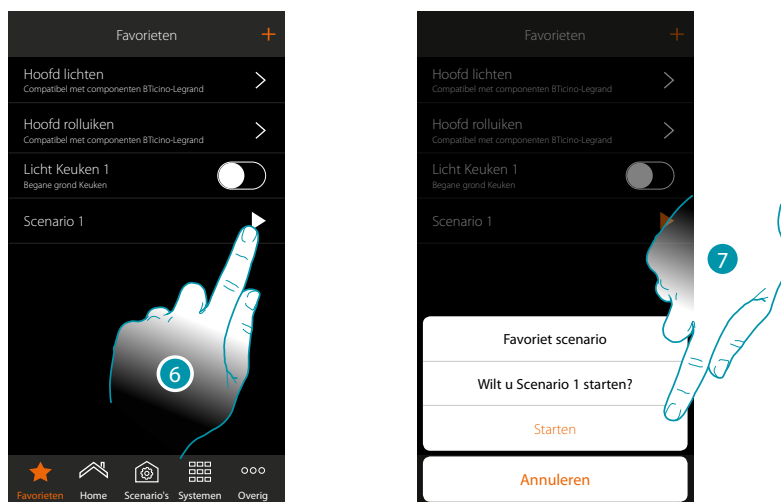 Favorieten +
Hoofd lichten
Compatibel met componenten BTicino-Legrand
Hoofd rolluiken
Compatibel met componenten BTicino-Legrand
Licht Keuken 1
Begane grond Keuken
Scenario 1
6
Favorieten
Home
Scenario's
Systemen
Overig
Favorieten +
Hoofd lichten
Compatibel met componenten BTicino-Legrand
Hoofd rolluiken
Compatibel met componenten BTicino-Legrand
Licht Keuken 1
Begane grond Keuken
Scenario 1
7
Favoriet scenario
Wilt u Scenario 1 starten?
Starten
Annuleren